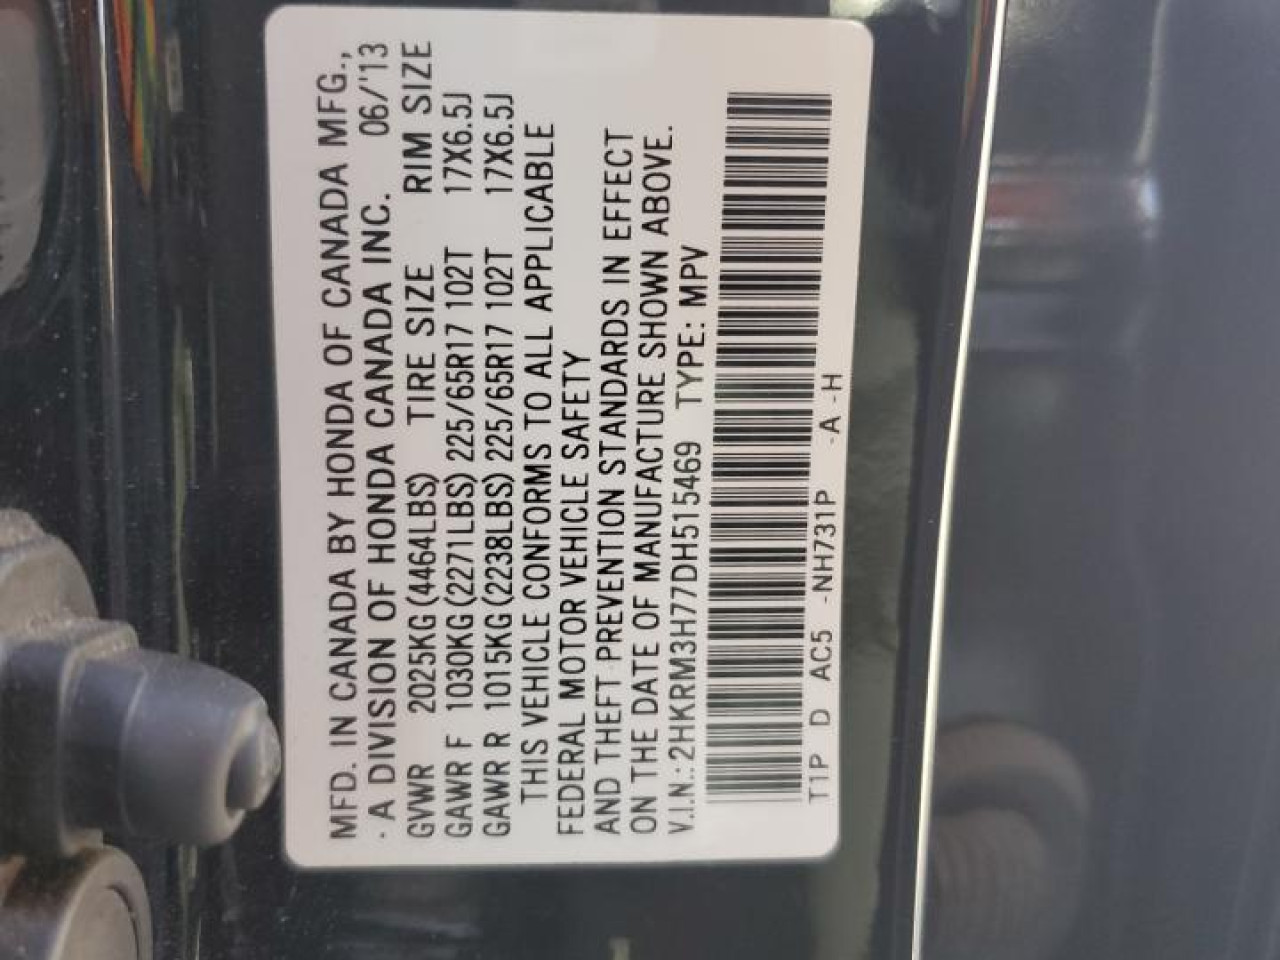 MFD. IN CANADA BY HONDA OF CANADA MFG.,
· A DIVISION OF HONDA CANADA INC. 06/'13
GVWR 2025KG(4464LBS) TIRE SIZE RIM SIZE
GAWR F 1030KG(2271LBS) 225/65R17 102T 17X6.5J
GAWR R 1015KG(2238LBS) 225/65R17 102T 17X6.5J
THIS VEHICLE CONFORMS TO ALL APPLICABLE
FEDERAL MOTOR VEHICLE SAFETY
AND THEFT PREVENTION STANDARDS IN EFFECT
ON THE DATE OF MANUFACTURE SHOWN ABOVE.
V.I.N.:2HKRM3H77DH515469 TYPE: MPV
T1P D AC5 -NH731P -A -H